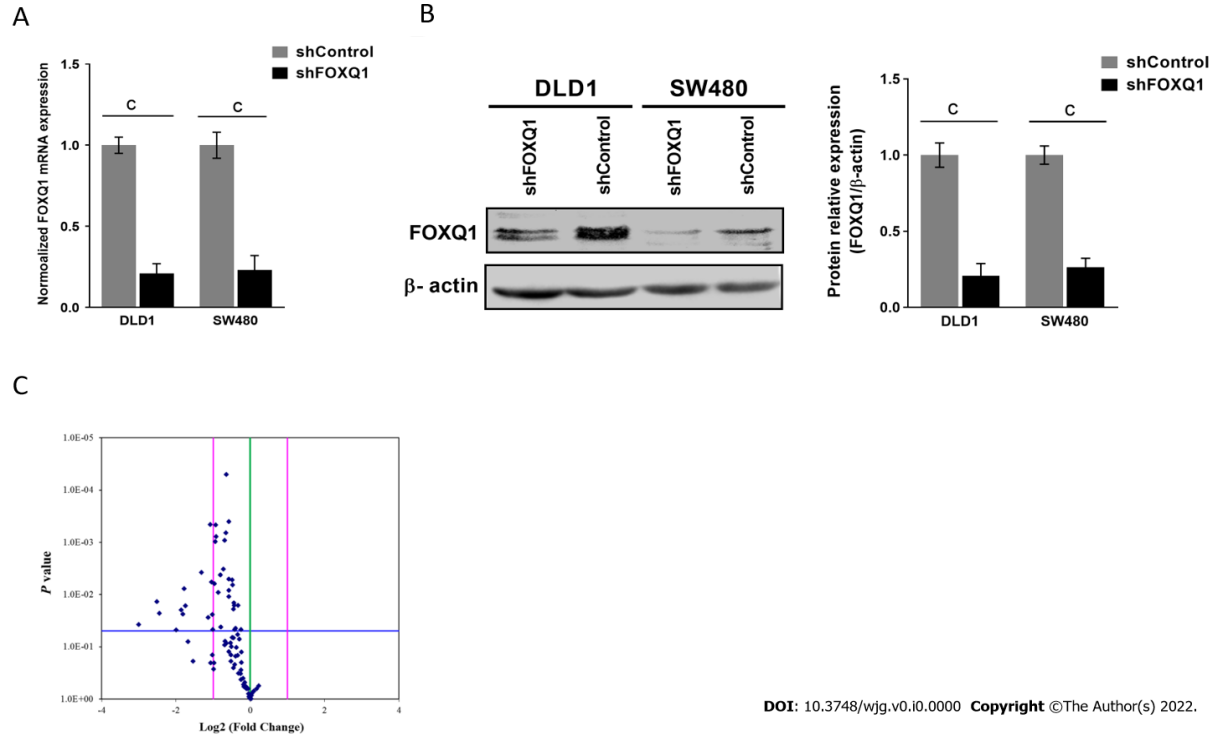 A
shControl
shFOXQ1
Normoalized FOXQ1 mRNA expression
1.5
1.0
0.5
0.0
C
C
DLD1
SW480
B
DLD1
SW480
shFOXQ1
shControl
shFOXQ1
shControl
FOXQ1
β- actin
shControl
shFOXQ1
Protein relative expression
(FOXQ1/β-actin)
1.5
1.0
0.5
0.0
C
C
DLD1
SW480
C
P value
1.0E-05
1.0E-04
1.0E-03
1.0E-02
1.0E-01
1.0E+00
-4
-2
0
2
4
Log2 (Fold Change)
DOI: 10.3748/wjg.v0.i0.0000 Copyright ©The Author(s) 2022.